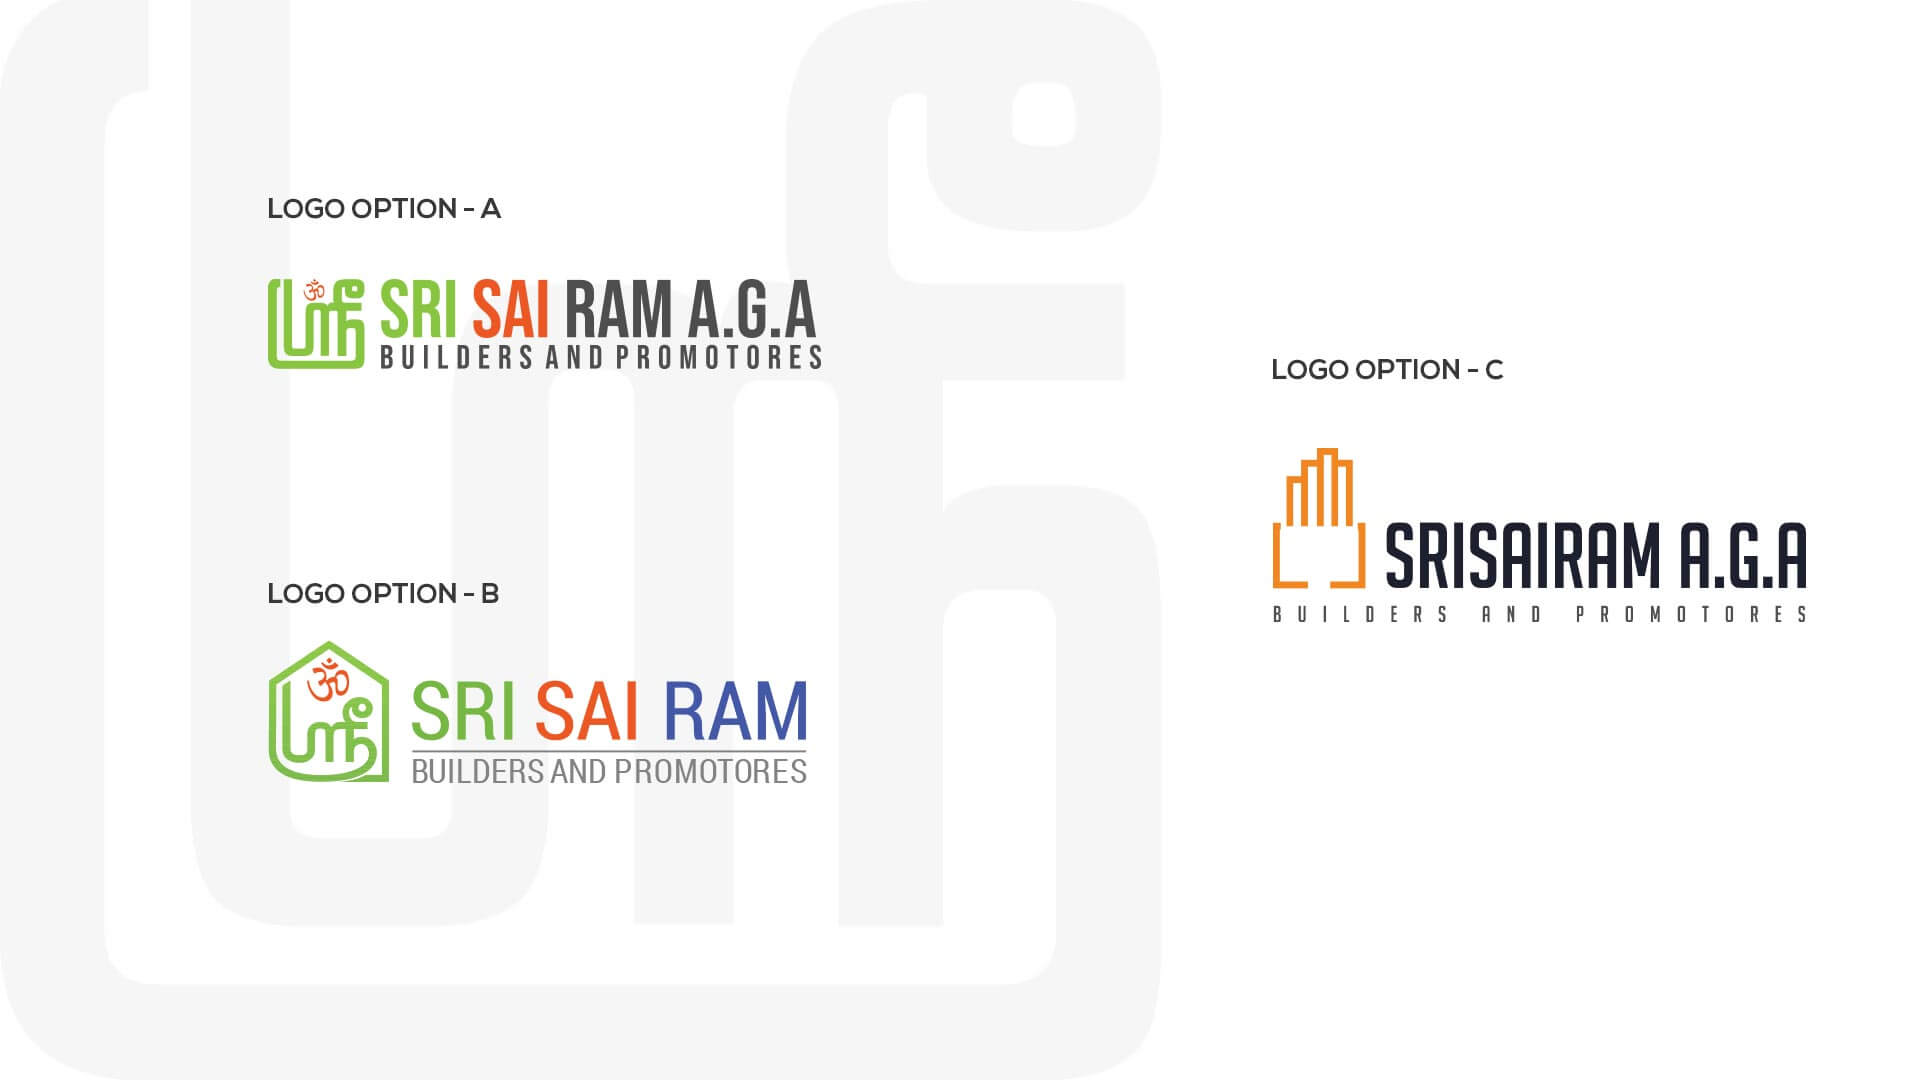 LOGO OPTION - A
ஸ்ரீ
ॐ
SRI SAI RAM A.G.A
BUILDERS AND PROMOTORES
LOGO OPTION - B
ॐ
ஸ்ரீ
SRI SAI RAM
BUILDERS AND PROMOTORES
LOGO OPTION - C
SRISAIRAM A.G.A
BUILDERS AND PROMOTORES